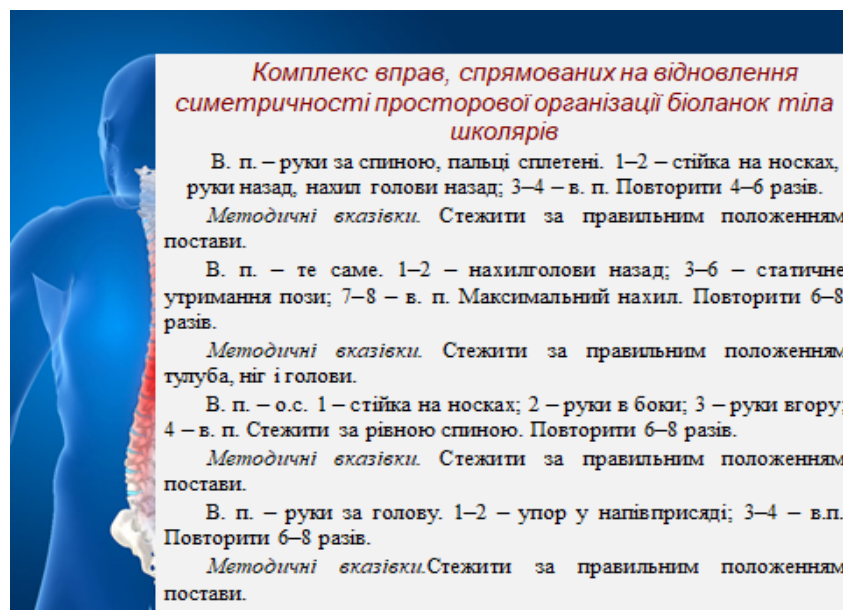 Комплекс вправ, спрямованих на відновлення
симетричності просторової організації біоланок тіла
школярів
В. п. – руки за спиною, пальці сплетені. 1–2 – стійка на носках,
руки назад, нахил голови назад; 3–4 – в. п. Повторити 4–6 разів.
Методичні вказівки. Стежити за правильним положенням
постави.
В. п. – те саме. 1–2 – нахилголови назад; 3–6 – статичне
утримання пози; 7–8 – в. п. Максимальний нахил. Повторити 6–8
разів.
Методичні вказівки. Стежити за правильним положенням
тулуба, ніг і голови.
В. п. – о.с. 1 – стійка на носках; 2 – руки в боки; 3 – руки вгору;
4 – в. п. Стежити за рівною спиною. Повторити 6–8 разів.
Методичні вказівки. Стежити за правильним положенням
постави.
В. п. – руки за голову. 1–2 – упор у напівприсяді; 3–4 – в.п.
Повторити 6–8 разів.
Методичні вказівки.Стежити за правильним положенням
постави.